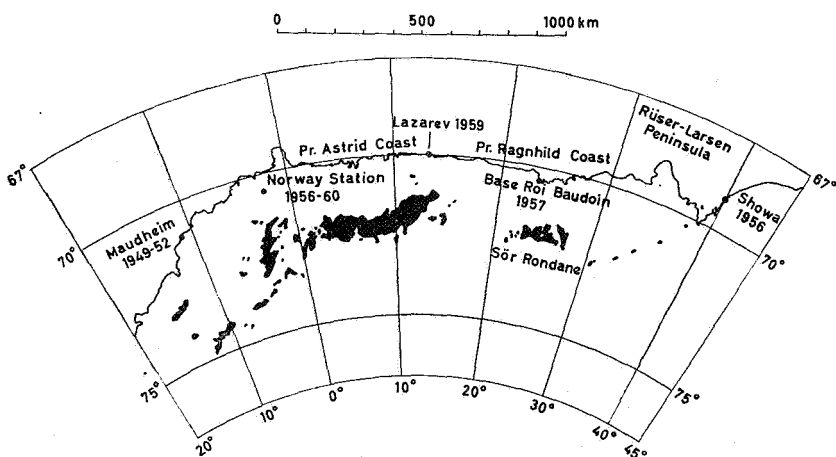 0 500 1000 km
Rüser-Larsen
Peninsula
Lazarev 1959
Pr. Astrid Coast
Pr. Ragnhild Coast
67°
67°
Norway Station
1956-60
Base Roi Baudoin
1957
Showa
1956
Maudheim
1949-52
Sör Rondane
70°
70°
75°
75°
20°
10°
0°
10°
20°
30°
40°
45°